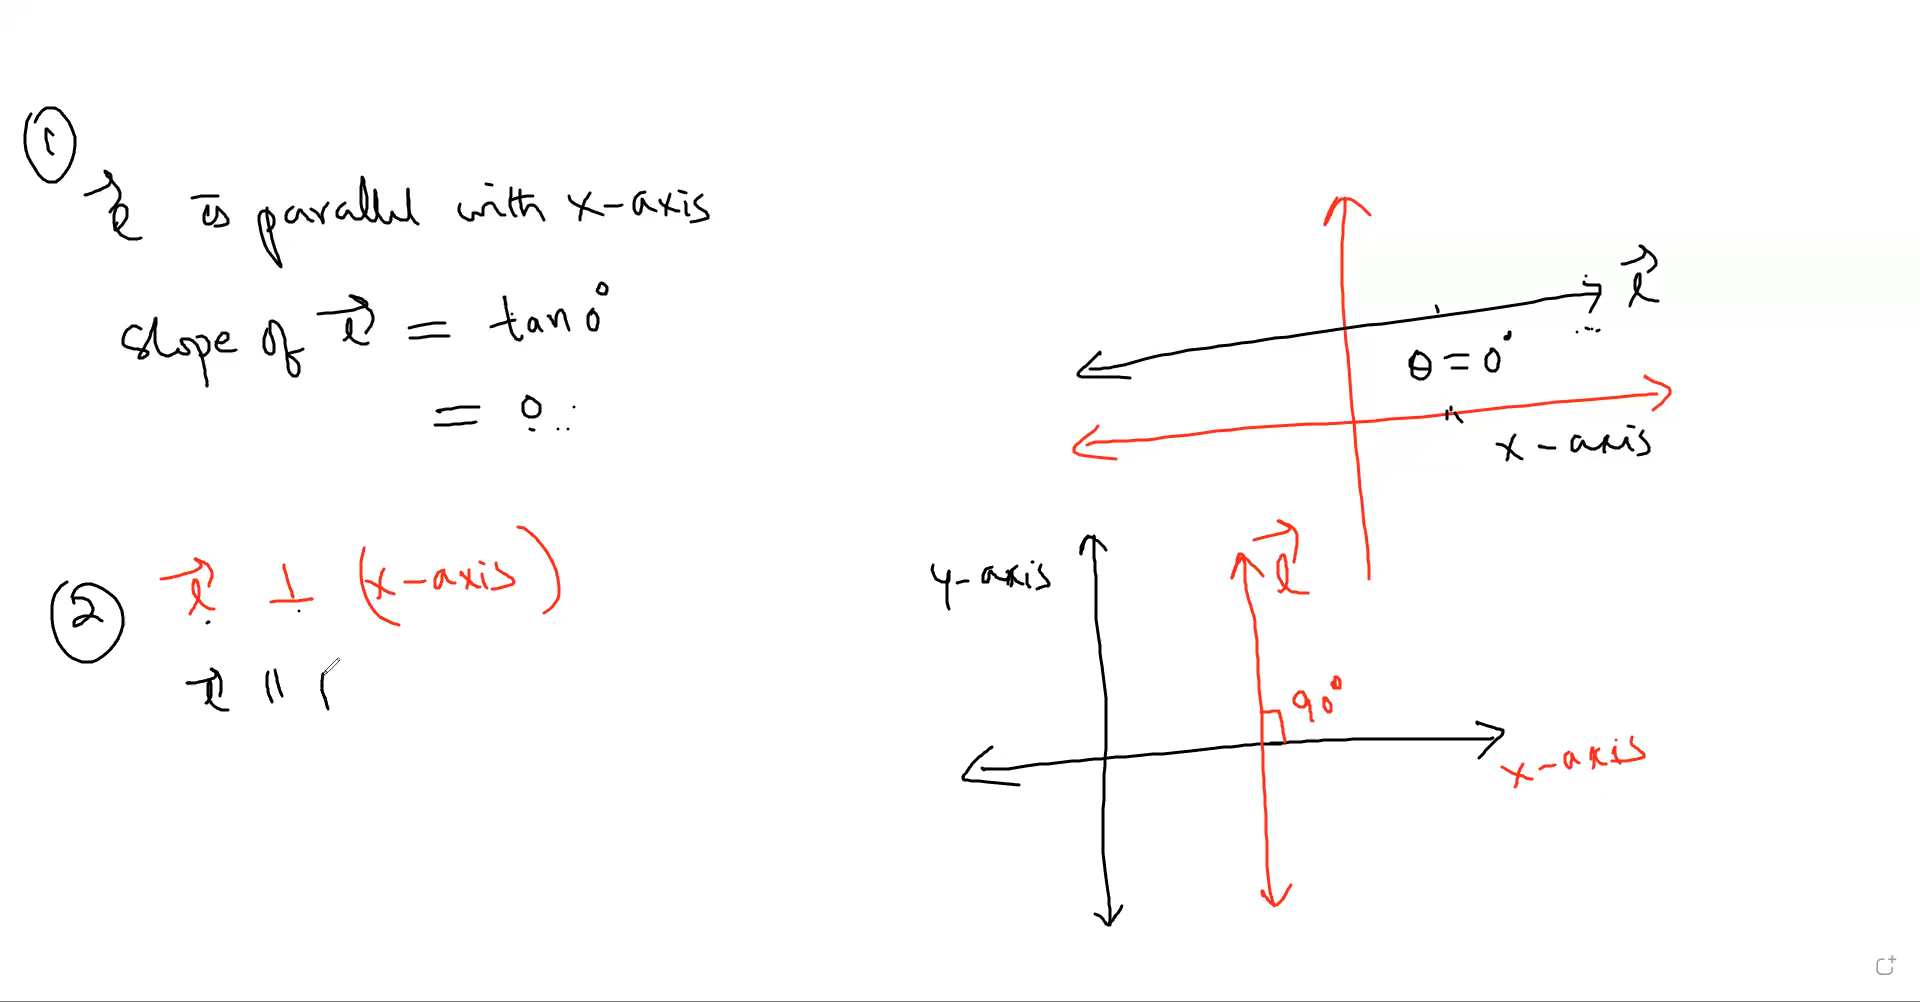 ①
l⃗ is parallel with x-axis
slope of l⃗ = tan 0°
= 0
l⃗
θ = 0°
x - axis
② l⃗ ⊥ (x-axis)
l⃗ || (
y-axis
l⃗
90°
x-axis